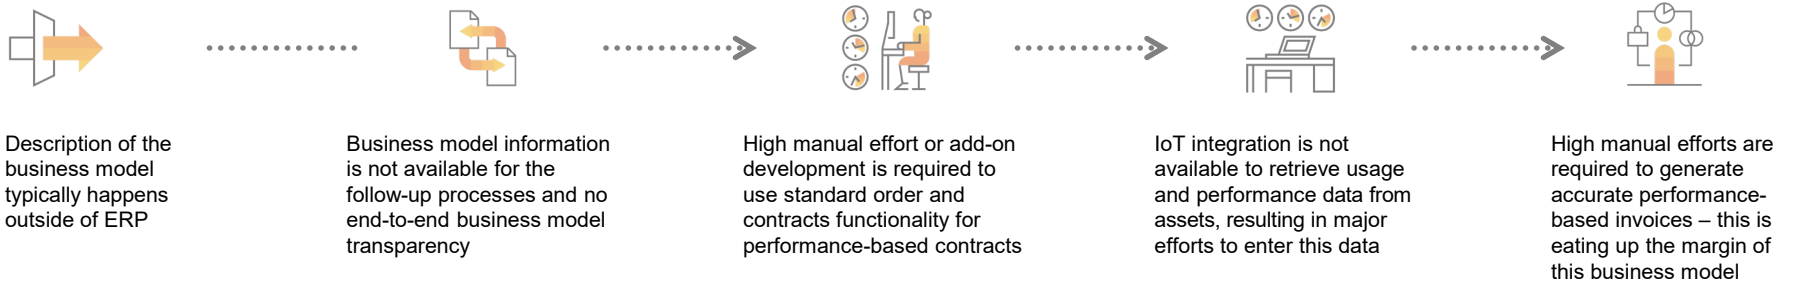 Description of the
business model
typically happens
outside of ERP
Business model information
is not available for the
follow-up processes and no
end-to-end business model
transparency
High manual effort or add-on
development is required to
use standard order and
contracts functionality for
performance-based contracts
IoT integration is not
available to retrieve usage
and performance data from
assets, resulting in major
efforts to enter this data
High manual efforts are
required to generate
accurate performance-
based invoices – this is
eating up the margin of
this business model